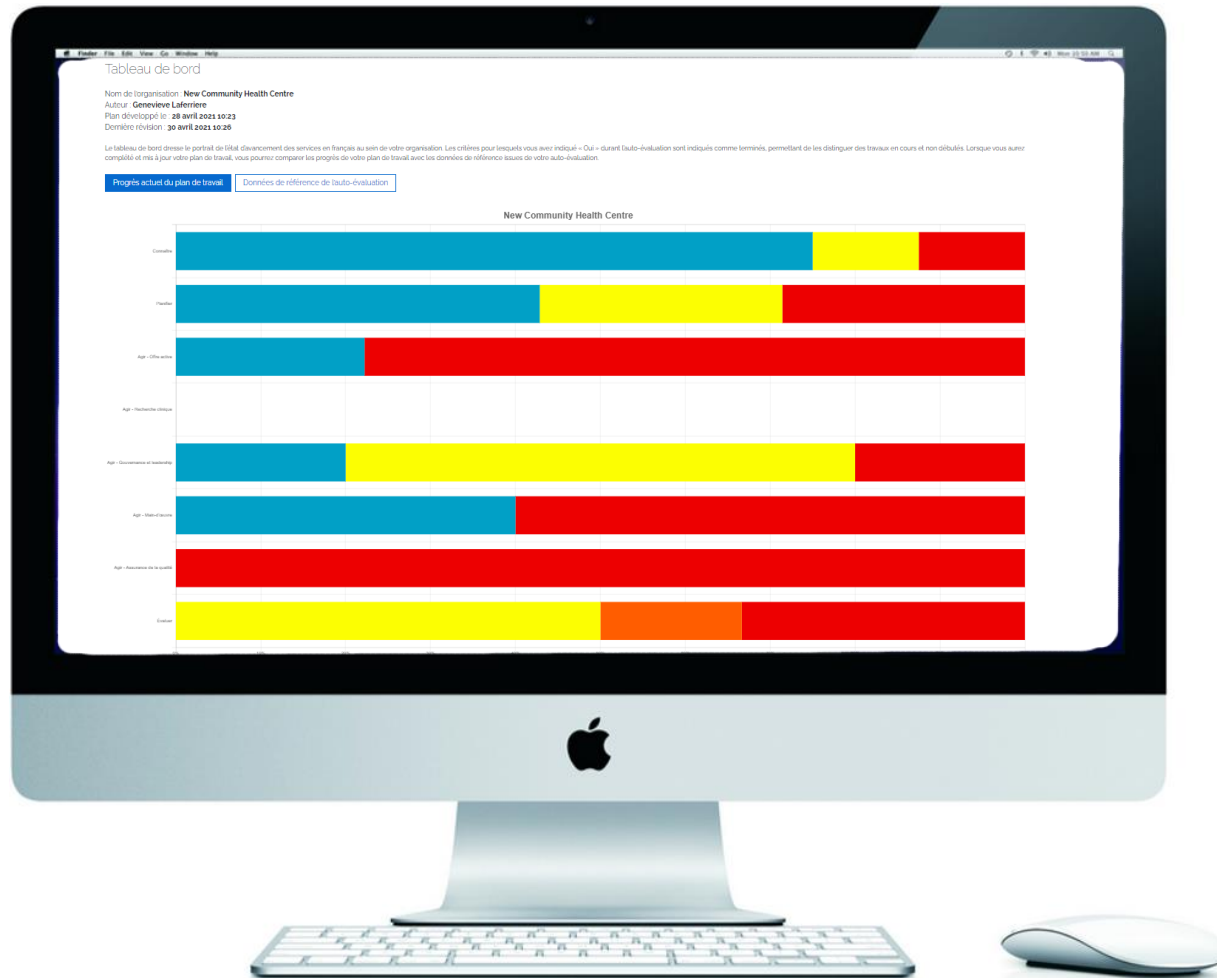 Finder File Edit View Go Window Help
Mon 10:50 AM
Tableau de bord
Nom de l'organisation : New Community Health Centre
Auteur : Genevieve Laferriere
Plan développé le : 28 avril 2021 10:23
Dernière révision : 30 avril 2021 10:26
Le tableau de bord dresse le portrait de l'état d'avancement des services en français au sein de votre organisation. Les critères pour lesquels vous avez indiqué « Oui » durant l'auto-évaluation sont indiqués comme terminés, permettant de les distinguer des travaux en cours et non débutés. Lorsque vous aurez
complété et mis à jour votre plan de travail, vous pourrez comparer les progrès de votre plan de travail avec les données de référence issues de votre auto-évaluation.
Progrès actuel du plan de travail Données de référence de l'auto-évaluation
New Community Health Centre
Connaître
Planifier
Agir – Offre active
Agir – Recherche clinique
Agir – Gouvernance et leadership
Agir – Main-d'œuvre
Agir – Assurance de la qualité
Évaluer